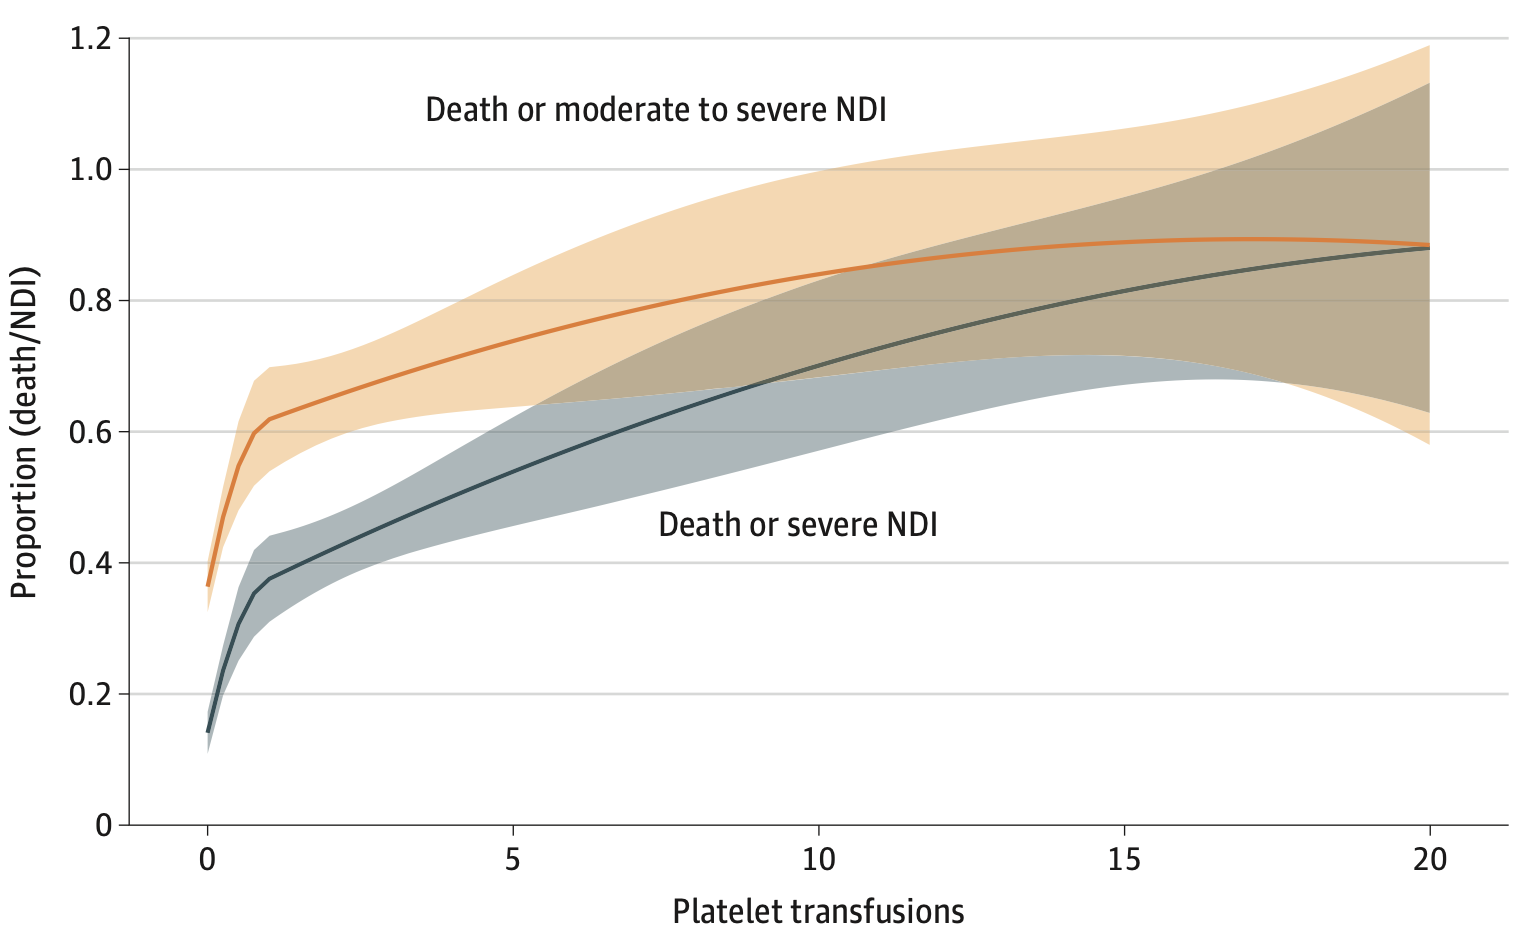 Proportion (death/NDI)
1.2
1.0
0.8
0.6
0.4
0.2
0
Death or moderate to severe NDI
Death or severe NDI
0 5 10 15 20
Platelet transfusions